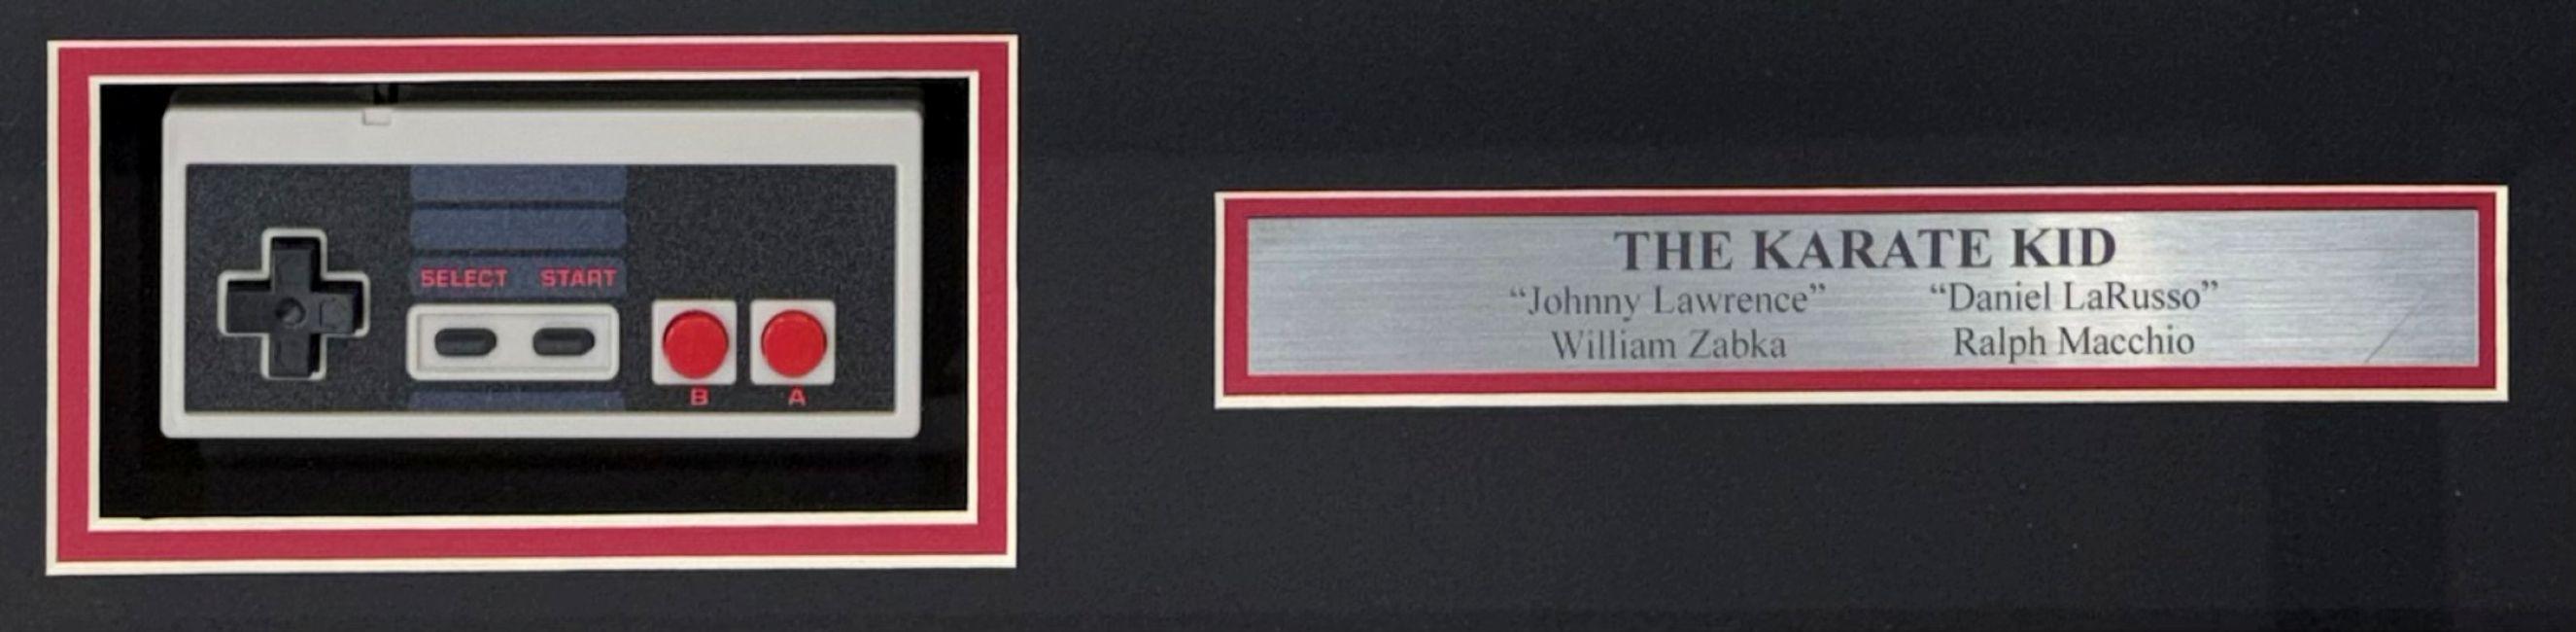 SELECT START
B A
THE KARATE KID
“Johnny Lawrence” “Daniel LaRusso”
William Zabka Ralph Macchio